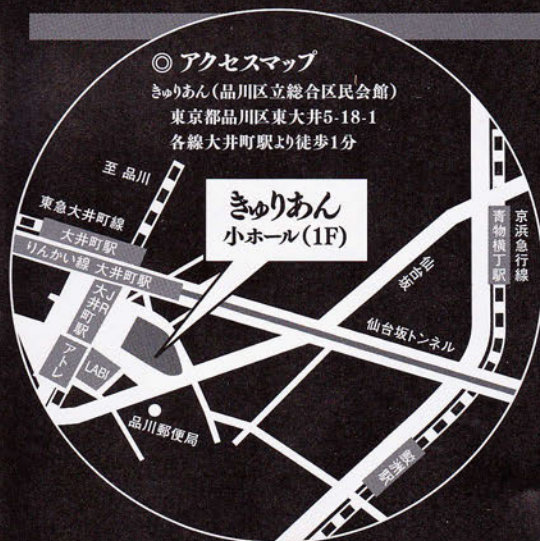 ◎ アクセスマップ
きゅりあん（品川区立総合区民会館）
東京都品川区東大井5-18-1
各線大井町駅より徒歩1分
至 品川
きゅりあん
小ホール（1F）
東急大井町線
大井町駅
りんかい線 大井町駅
JR
大井町駅
アトレ
LABI
品川郵便局
仙台坂
仙台坂トンネル
青物横丁駅
京浜急行線
鮫洲駅